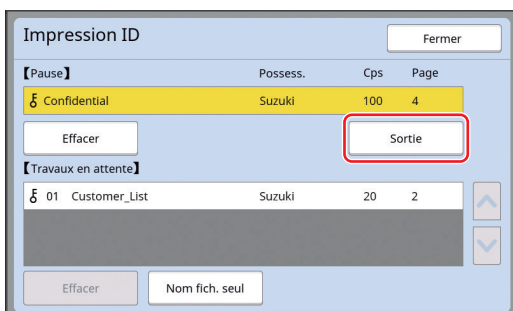 Impression ID Fermer
【Pause】 Possess. Cps Page
Confidential Suzuki 100 4
Effacer Sortie
【Travaux en attente】
01 Customer_List Suzuki 20 2
Effacer Nom fich. seul